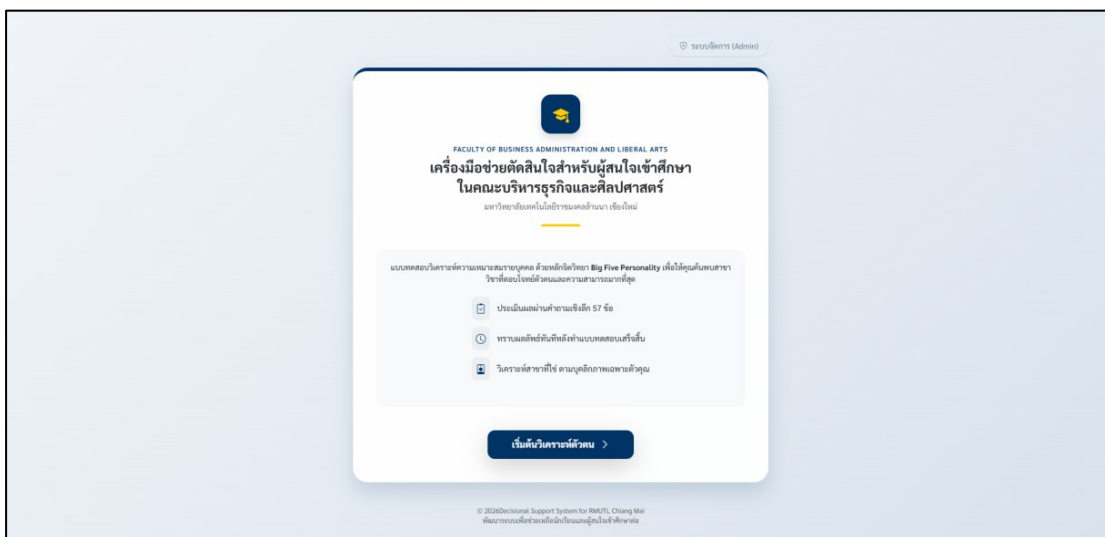 ระบบจัดการ (Admin)
FACULTY OF BUSINESS ADMINISTRATION AND LIBERAL ARTS
เครื่องมือช่วยตัดสินใจสำหรับผู้สนใจเข้าศึกษา
ในคณะบริหารธุรกิจและศิลปศาสตร์
มหาวิทยาลัยเทคโนโลยีราชมงคลล้านนา เชียงใหม่
แบบทดสอบวิเคราะห์ความเหมาะสมรายบุคคล ด้วยหลักจิตวิทยา Big Five Personality เพื่อให้คุณค้นพบสาขา
วิชาที่ตอบโจทย์ตัวตนและความสามารถมากที่สุด
ประเมินผลผ่านคำถามเชิงลึก 57 ข้อ
ทราบผลลัพธ์ทันทีหลังทำแบบทดสอบเสร็จสิ้น
วิเคราะห์สาขาที่ใช่ ตามบุคลิกภาพเฉพาะตัวคุณ
เริ่มต้นวิเคราะห์ตัวตน
© 2026Decisional Support System for RMUTL Chiang Mai
พัฒนาระบบเพื่อช่วยเหลือนักเรียนและผู้สนใจเข้าศึกษาต่อ